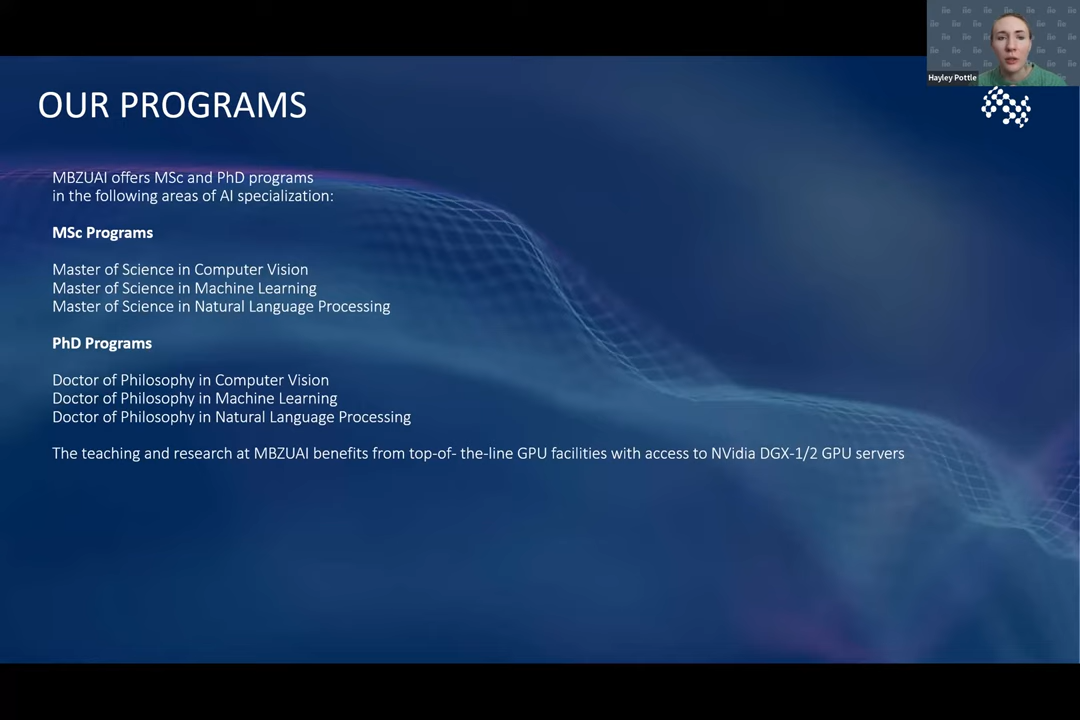 Hayley Pottle
OUR PROGRAMS
MBZUAI offers MSc and PhD programs
in the following areas of AI specialization:
MSc Programs
Master of Science in Computer Vision
Master of Science in Machine Learning
Master of Science in Natural Language Processing
PhD Programs
Doctor of Philosophy in Computer Vision
Doctor of Philosophy in Machine Learning
Doctor of Philosophy in Natural Language Processing
The teaching and research at MBZUAI benefits from top-of- the-line GPU facilities with access to NVidia DGX-1/2 GPU servers